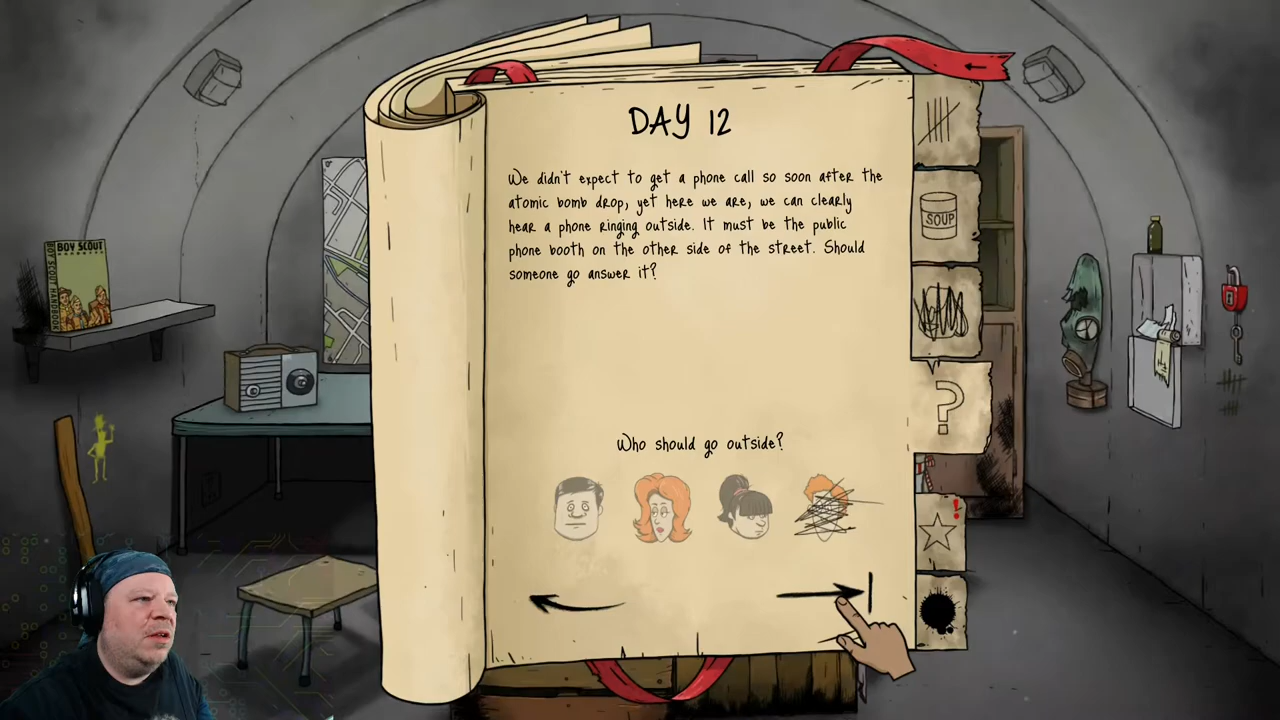 DAY 12
We didn't expect to get a phone call so soon after the
atomic bomb drop, yet here we are, we can clearly
hear a phone ringing outside. It must be the public
phone booth on the other side of the street. Should
someone go answer it?
Who should go outside?
SOUP
?
!
BOY SCOUT
BOY SCOUT HANDBOOK